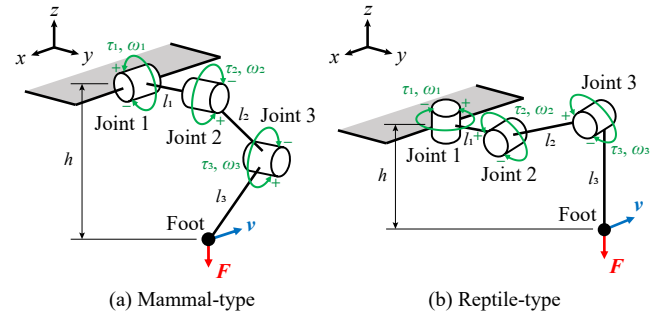 z
x
y
τ₁, ω₁
+
−
Joint 1
l₁
τ₂, ω₂
−
+
Joint 2
l₂
Joint 3
−
+
τ₃, ω₃
h
l₃
Foot
v
F
(a) Mammal-type
z
x
y
τ₁, ω₁
−
+
Joint 1
l₁
τ₂, ω₂
+
−
Joint 2
l₂
Joint 3
+
−
τ₃, ω₃
h
l₃
Foot
v
F
(b) Reptile-type